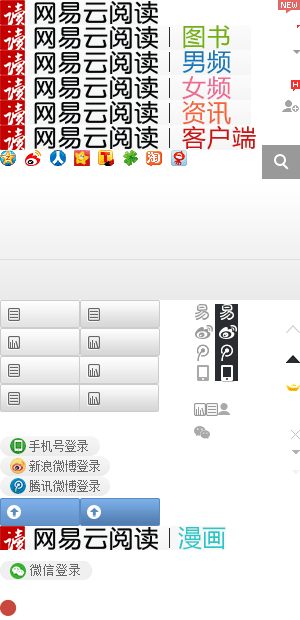 读 网易云阅读
NEW
读 网易云阅读 | 图书
读 网易云阅读 | 男频
读 网易云阅读 | 女频
H
读 网易云阅读 | 资讯
读 网易云阅读 | 客户端
淘
易 易
手机号登录
新浪微博登录
腾讯微博登录
读 网易云阅读 | 漫画
微信登录